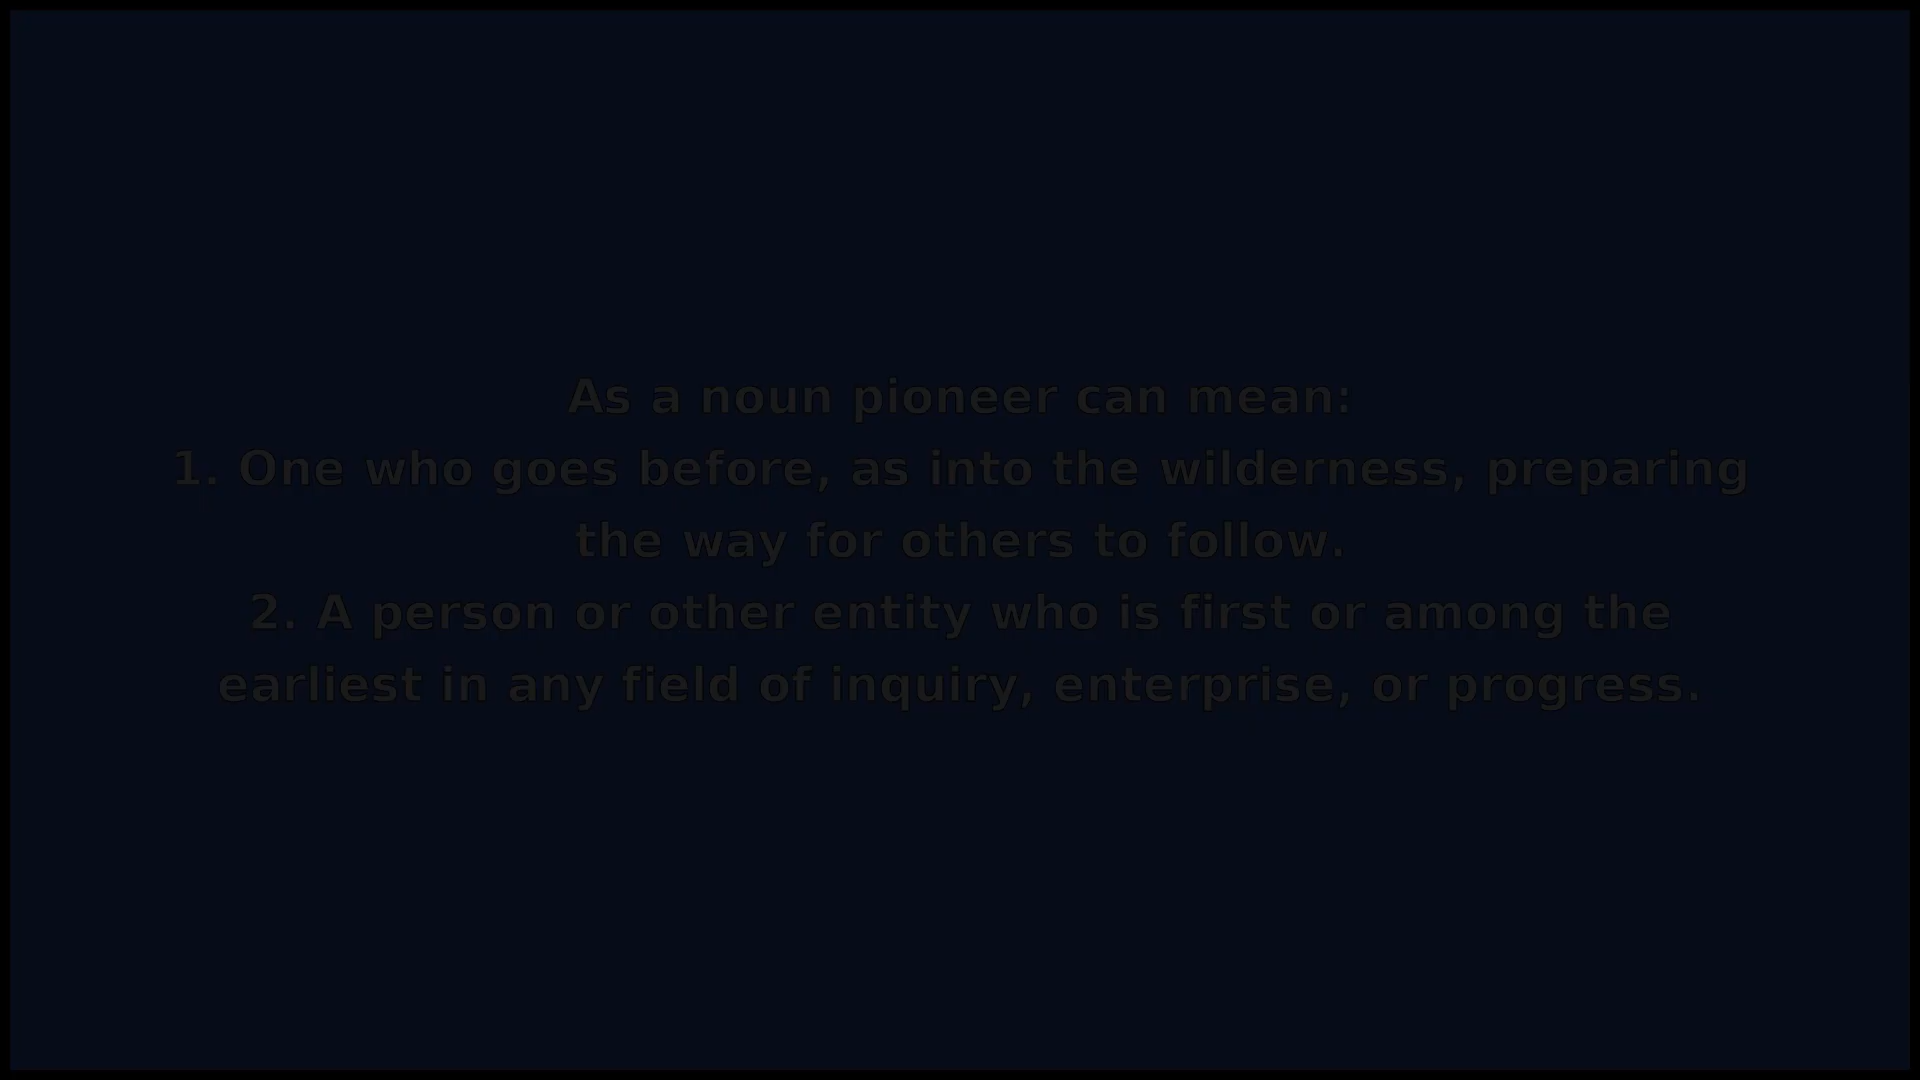 As a noun pioneer can mean:
1. One who goes before, as into the wilderness, preparing
the way for others to follow.
2. A person or other entity who is first or among the
earliest in any field of inquiry, enterprise, or progress.